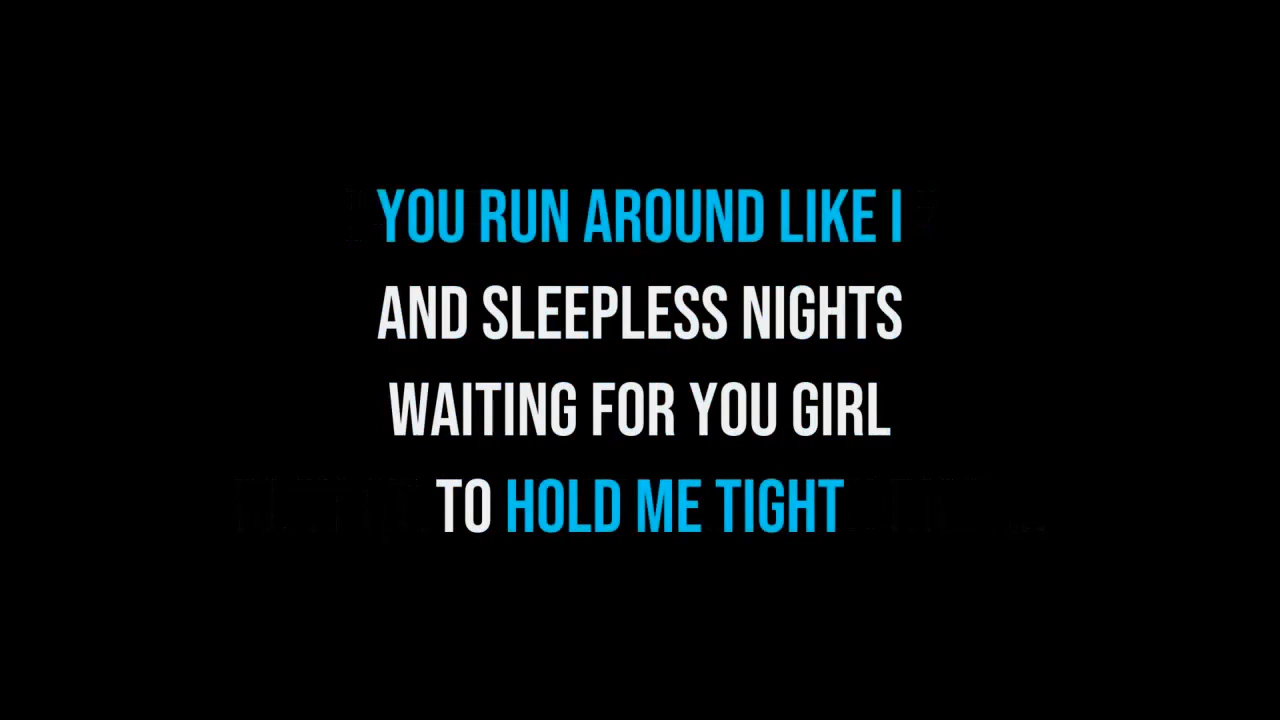 YOU RUN AROUND LIKE I
AND SLEEPLESS NIGHTS
WAITING FOR YOU GIRL
TO HOLD ME TIGHT